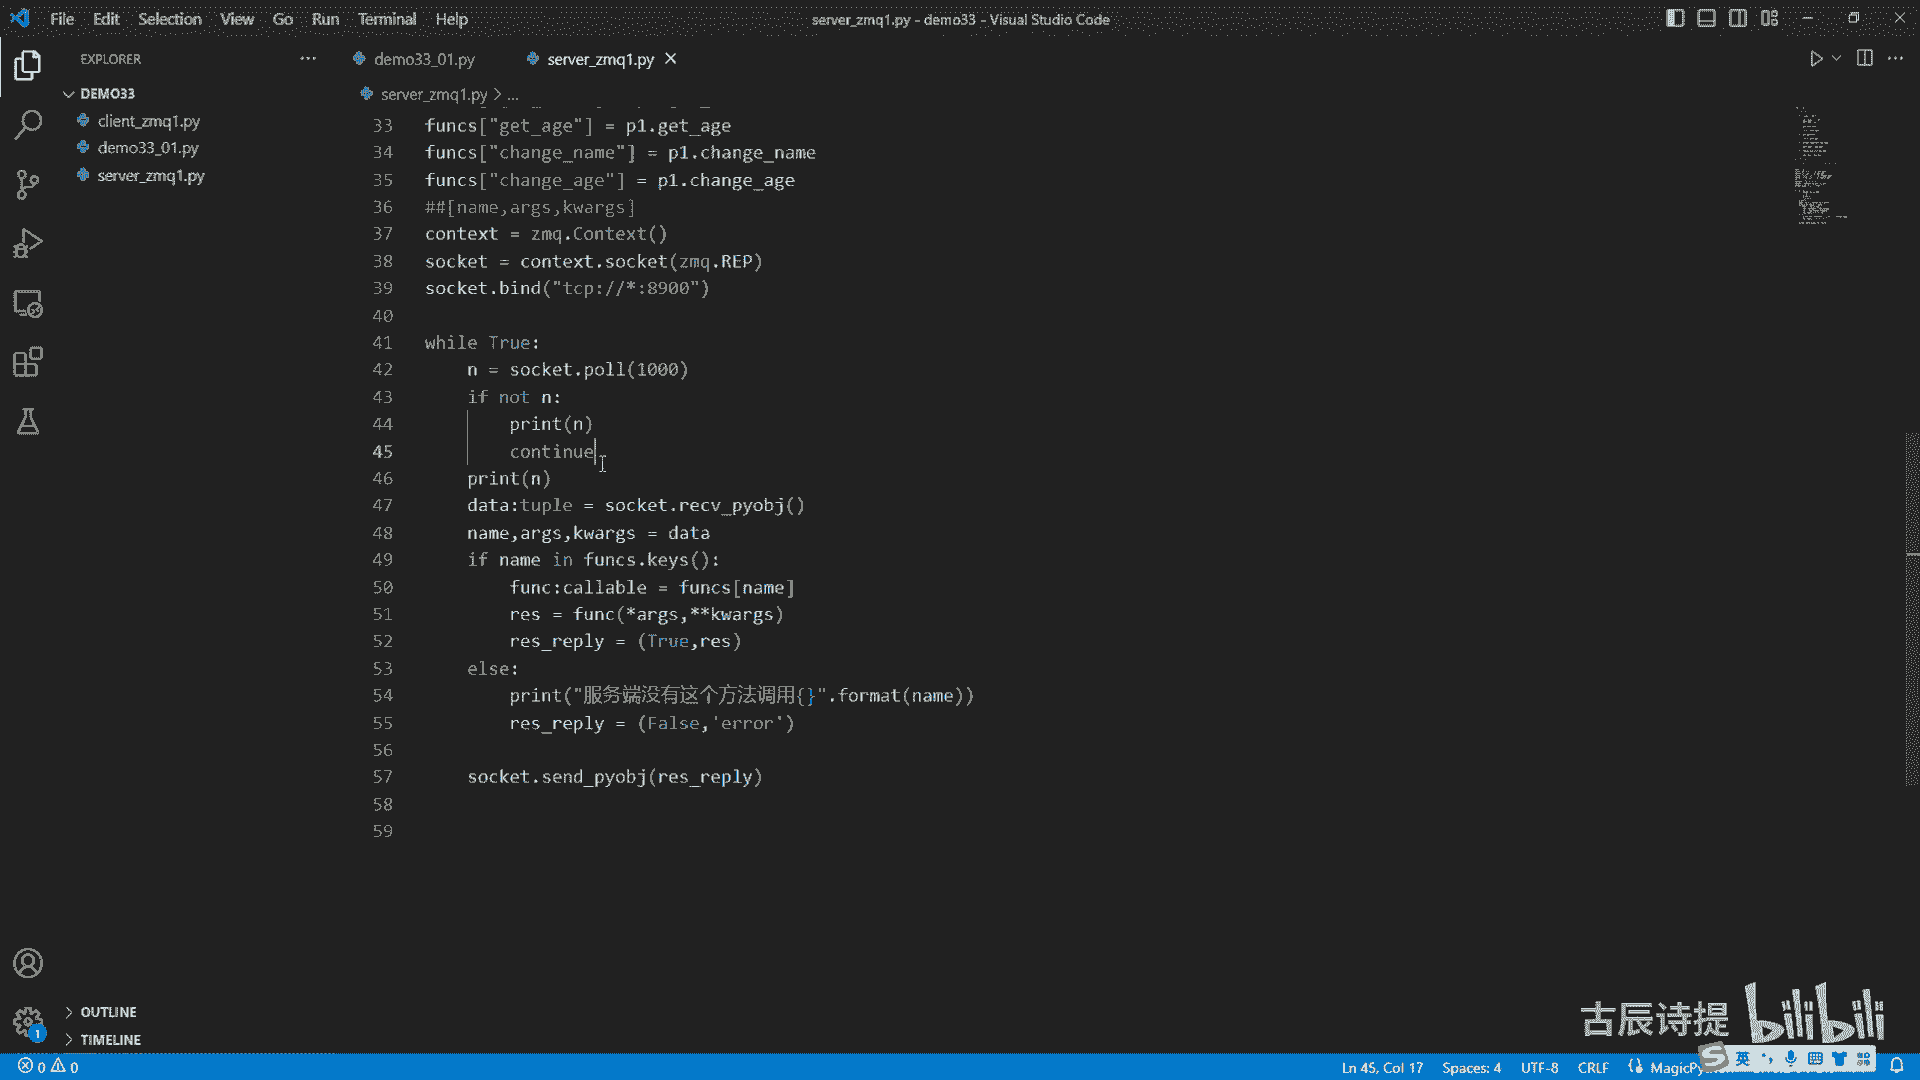 File Edit Selection View Go Run Terminal Help
server_zmq1.py - demo33 - Visual Studio Code
EXPLORER
demo33_01.py
server_zmq1.py
DEMO33
server_zmq1.py > ...
client_zmq1.py
demo33_01.py
server_zmq1.py
33 funcs["get_age"] = p1.get_age
34 funcs["change_name"] = p1.change_name
35 funcs["change_age"] = p1.change_age
36 ##[name,args,kwargs]
37 context = zmq.Context()
38 socket = context.socket(zmq.REP)
39 socket.bind("tcp://*:8900")
40
41 while True:
42 n = socket.poll(1000)
43 if not n:
44 print(n)
45 continue
46 print(n)
47 data:tuple = socket.recv_pyobj()
48 name,args,kwargs = data
49 if name in funcs.keys():
50 func:callable = funcs[name]
51 res = func(*args,**kwargs)
52 res_reply = (True,res)
53 else:
54 print("服务端没有这个方法调用{}".format(name))
55 res_reply = (False,'error')
56
57 socket.send_pyobj(res_reply)
58
59
OUTLINE
TIMELINE
1
古辰诗提 bilibili
0 0
Ln 45, Col 17 Spaces: 4 UTF-8 CRLF MagicPy
英